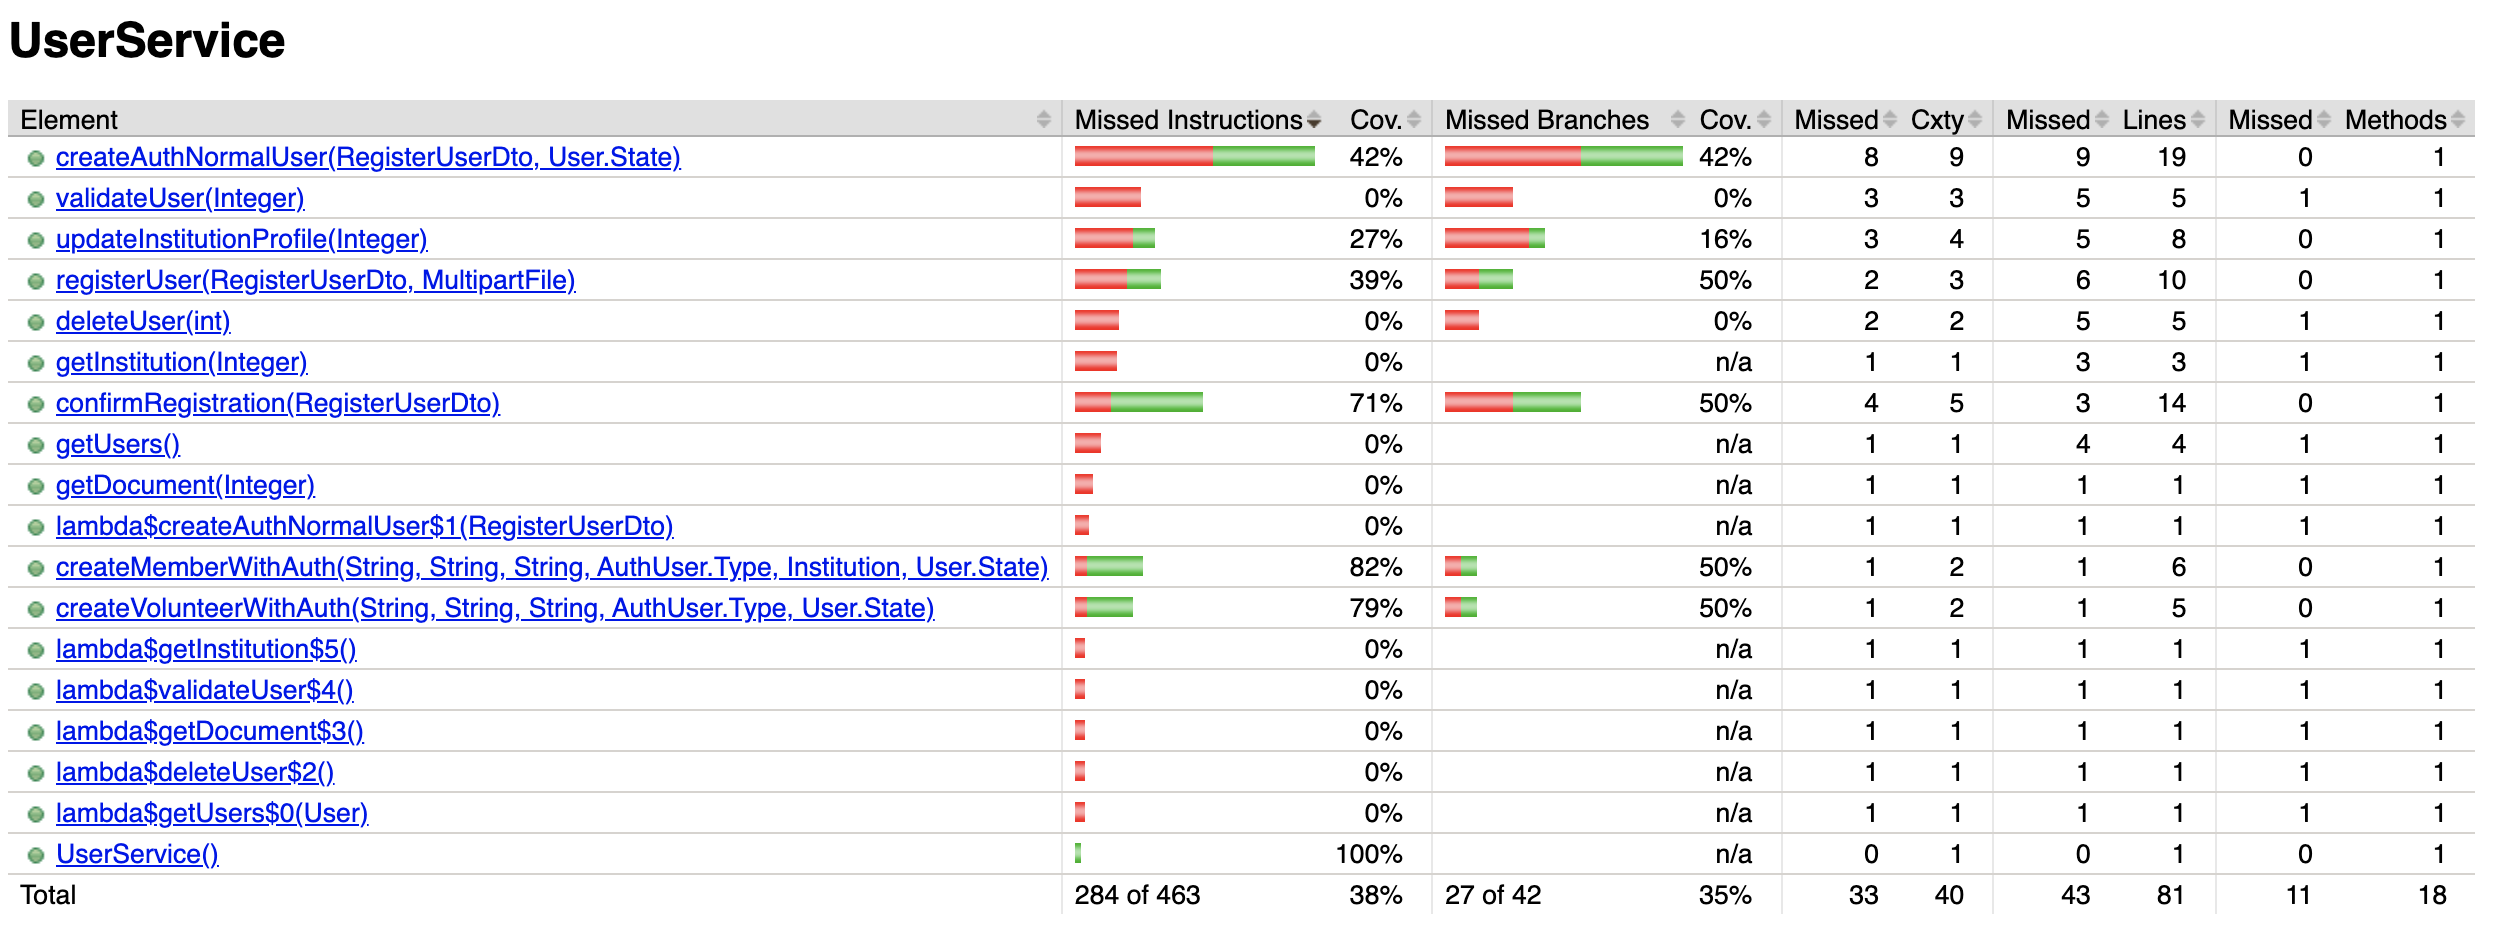 UserService
Element Missed Instructions Cov. Missed Branches Cov. Missed Cxty Missed Lines Missed Methods
createAuthNormalUser(RegisterUserDto, User.State) 42% 42% 8 9 9 19 0 1
validateUser(Integer) 0% 0% 3 3 5 5 1 1
updateInstitutionProfile(Integer) 27% 16% 3 4 5 8 0 1
registerUser(RegisterUserDto, MultipartFile) 39% 50% 2 3 6 10 0 1
deleteUser(int) 0% 0% 2 2 5 5 1 1
getInstitution(Integer) 0% n/a 1 1 3 3 1 1
confirmRegistration(RegisterUserDto) 71% 50% 4 5 3 14 0 1
getUsers() 0% n/a 1 1 4 4 1 1
getDocument(Integer) 0% n/a 1 1 1 1 1 1
lambda$createAuthNormalUser$1(RegisterUserDto) 0% n/a 1 1 1 1 1 1
createMemberWithAuth(String, String, String, AuthUser.Type, Institution, User.State) 82% 50% 1 2 1 6 0 1
createVolunteerWithAuth(String, String, String, AuthUser.Type, User.State) 79% 50% 1 2 1 5 0 1
lambda$getInstitution$5() 0% n/a 1 1 1 1 1 1
lambda$validateUser$4() 0% n/a 1 1 1 1 1 1
lambda$getDocument$3() 0% n/a 1 1 1 1 1 1
lambda$deleteUser$2() 0% n/a 1 1 1 1 1 1
lambda$getUsers$0(User) 0% n/a 1 1 1 1 1 1
UserService() 100% n/a 0 1 0 1 0 1
Total 284 of 463 38% 27 of 42 35% 33 40 43 81 11 18